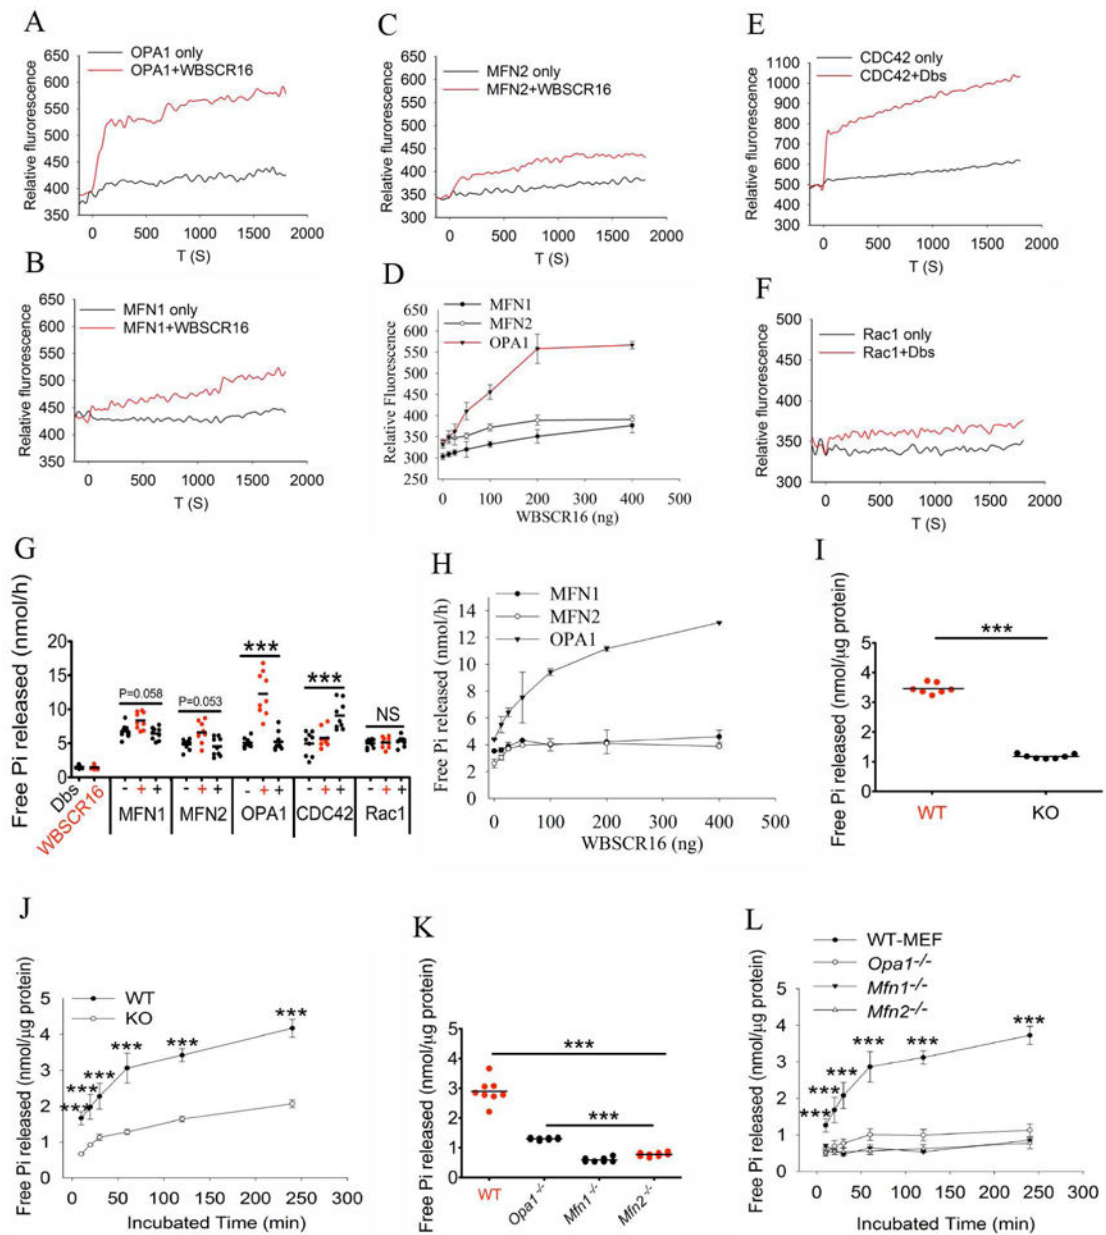 A
OPA1 only
OPA1+WBSCR16
Relative flurorescence
650
600
550
500
450
400
350
0 500 1000 1500 2000
T (S)
B
MFN1 only
MFN1+WBSCR16
Relative flurorescence
650
600
550
500
450
400
350
0 500 1000 1500 2000
T (S)
C
MFN2 only
MFN2+WBSCR16
Relative flurorescence
650
600
550
500
450
400
350
300
0 500 1000 1500 2000
T (S)
D
MFN1
MFN2
OPA1
Relative Fluorescence
650
600
550
500
450
400
350
300
250
0 100 200 300 400 500
WBSCR16 (ng)
E
CDC42 only
CDC42+Dbs
Relative flurorescence
1100
1000
900
800
700
600
500
400
300
0 500 1000 1500 2000
T (S)
F
Rac1 only
Rac1+Dbs
Relative flurorescence
500
450
400
350
300
0 500 1000 1500 2000
T (S)
G
Free Pi released (nmol/h)
20
15
10
5
0
P=0.058
P=0.053
***
***
NS
- + + - + + - + + - + + - + +
Dbs
WBSCR16
MFN1 MFN2 OPA1 CDC42 Rac1
H
MFN1
MFN2
OPA1
Free Pi released (nmol/h)
14
12
10
8
6
4
2
0
0 100 200 300 400 500
WBSCR16 (ng)
I
Free Pi released (nmol/μg protein)
5
4
3
2
1
0
***
WT KO
J
WT
KO
Free Pi released (nmol/μg protein)
5
4
3
2
1
0
***
***
***
***
***
***
0 50 100 150 200 250 300
Incubated Time (min)
K
Free Pi released (nmol/μg protein)
5
4
3
2
1
0
***
***
WT Opa1-/- Mfn1-/- Mfn2-/-
L
WT-MEF
Opa1-/-
Mfn1-/-
Mfn2-/-
Free Pi released (nmol/μg protein)
5
4
3
2
1
0
***
***
***
***
***
***
0 50 100 150 200 250 300
Incubated Time (min)